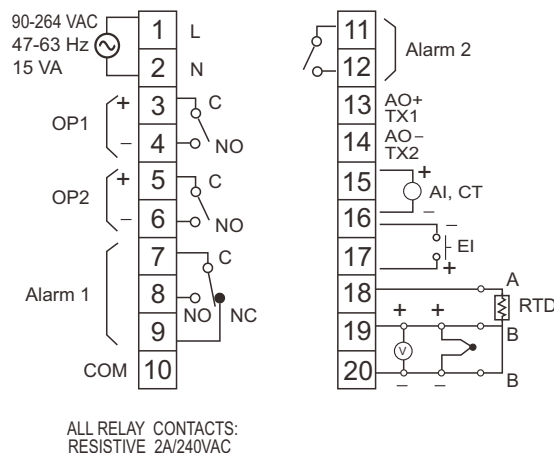 90-264 VAC
47-63 Hz
15 VA
1 L
2 N
OP1
+ 3 C
− 4 NO
OP2
+ 5 C
− 6 NO
Alarm 1
7 C
8 NO NC
9
COM 10
ALL RELAY CONTACTS:
RESISTIVE 2A/240VAC
11
12
Alarm 2
13 AO+
TX1
14 AO−
TX2
15 +
AI, CT
16 −
−
EI
17 +
18 A
RTD
19 + + B
V
20 − − B